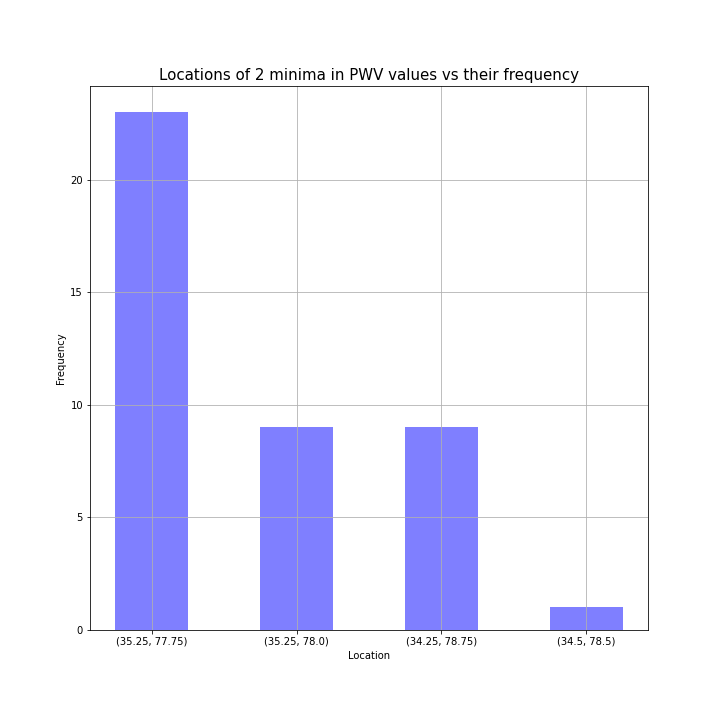 Locations of 2 minima in PWV values vs their frequency
Frequency
20
15
10
5
0
(35.25, 77.75) (35.25, 78.0) (34.25, 78.75) (34.5, 78.5)
Location